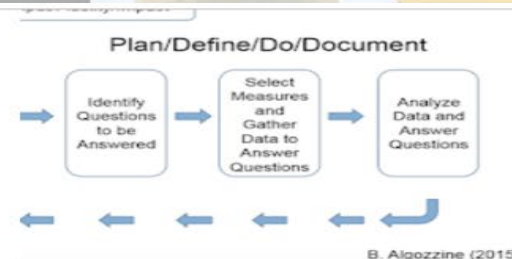 Plan/Define/Do/Document
Identify
Questions
to be
Answered
Select
Measures
and
Gather
Data to
Answer
Questions
Analyze
Data and
Answer
Questions
B. Algozzine (2015